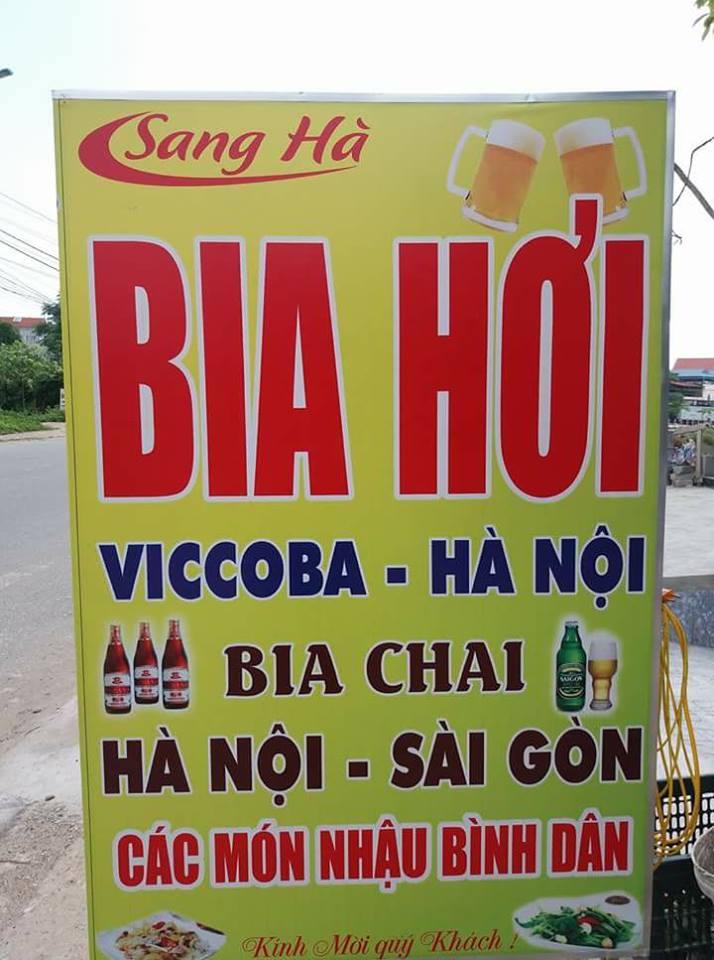 Sang Hà
BIA HƠI
VICCOBA - HÀ NỘI
BIA CHAI
SAIGON
HÀ NỘI - SÀI GÒN
CÁC MÓN NHẬU BÌNH DÂN
Kính Mời quý Khách !